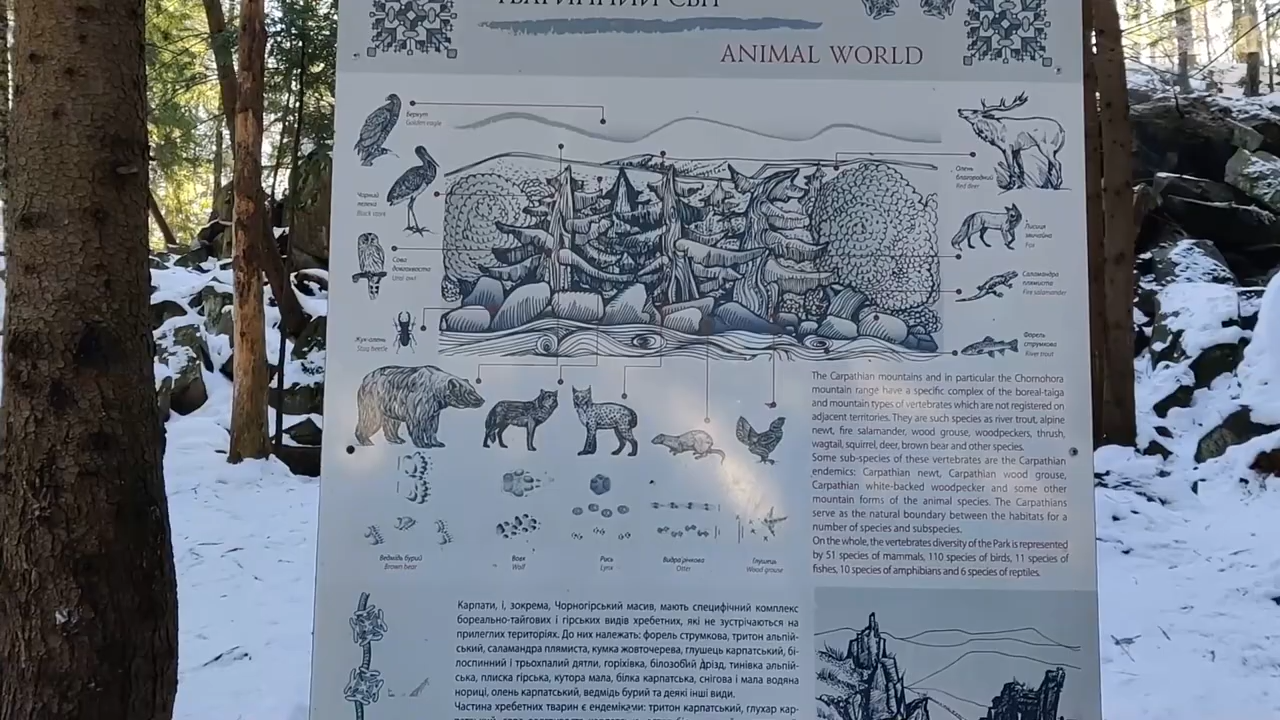 ТВАРИННИЙ СВІТ
ANIMAL WORLD
Беркут
Golden eagle
Чорний
лелека
Black stork
Сова
довгохвоста
Ural owl
Жук-олень
Stag beetle
Олень
благородний
Red deer
Лисиця
звичайна
Fox
Саламандра
плямиста
Fire salamander
Форель
струмкова
River trout
Ведмідь бурий
Brown bear
Вовк
Wolf
Рись
Lynx
Видра річкова
Otter
Глушець
Wood grouse
The Carpathian mountains and in particular the Chornohora
mountain range have a specific complex of the boreal-taiga
and mountain types of vertebrates which are not registered on
adjacent territories. They are such species as river trout, alpine
newt, fire salamander, wood grouse, woodpeckers, thrush,
wagtail, squirrel, deer, brown bear and other species.
Some sub-species of these vertebrates are the Carpathian
endemics: Carpathian newt, Carpathian wood grouse,
Carpathian white-backed woodpecker and some other
mountain forms of the animal species. The Carpathians
serve as the natural boundary between the habitats for a
number of species and subspecies.
On the whole, the vertebrates diversity of the Park is represented
by 51 species of mammals, 110 species of birds, 11 species of
fishes, 10 species of amphibians and 6 species of reptiles.
Карпати, і, зокрема, Чорногірський масив, мають специфічний комплекс
бореально-тайгових і гірських видів хребетних, які не зустрічаються на
прилеглих територіях. До них належать: форель струмкова, тритон альпій-
ський, саламандра плямиста, кумка жовточерева, глушець карпатський, бі-
лоспинний і трьохпалий дятли, горіхівка, білозобий дрізд, тинівка альпій-
ська, плиска гірська, кутора мала, білка карпатська, снігова і мала водяна
нориці, олень карпатський, ведмідь бурий та деякі інші види.
Частина хребетних тварин є ендеміками: тритон карпатський, глухар кар-